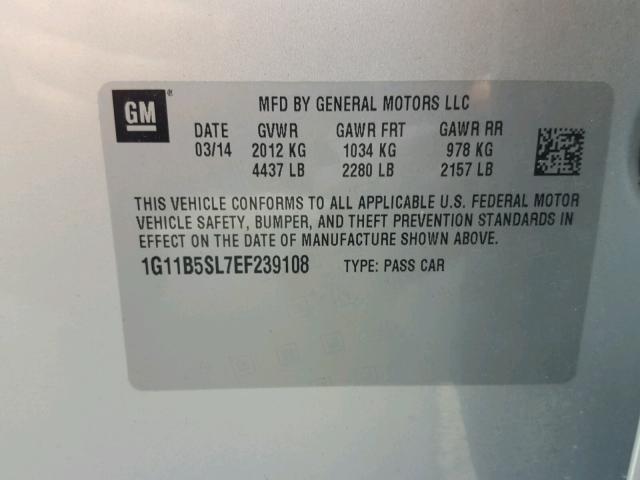 GM®
MFD BY GENERAL MOTORS LLC
DATE GVWR GAWR FRT GAWR RR
03/14 2012 KG 1034 KG 978 KG
4437 LB 2280 LB 2157 LB
THIS VEHICLE CONFORMS TO ALL APPLICABLE U.S. FEDERAL MOTOR
VEHICLE SAFETY, BUMPER, AND THEFT PREVENTION STANDARDS IN
EFFECT ON THE DATE OF MANUFACTURE SHOWN ABOVE.
1G11B5SL7EF239108 TYPE: PASS CAR